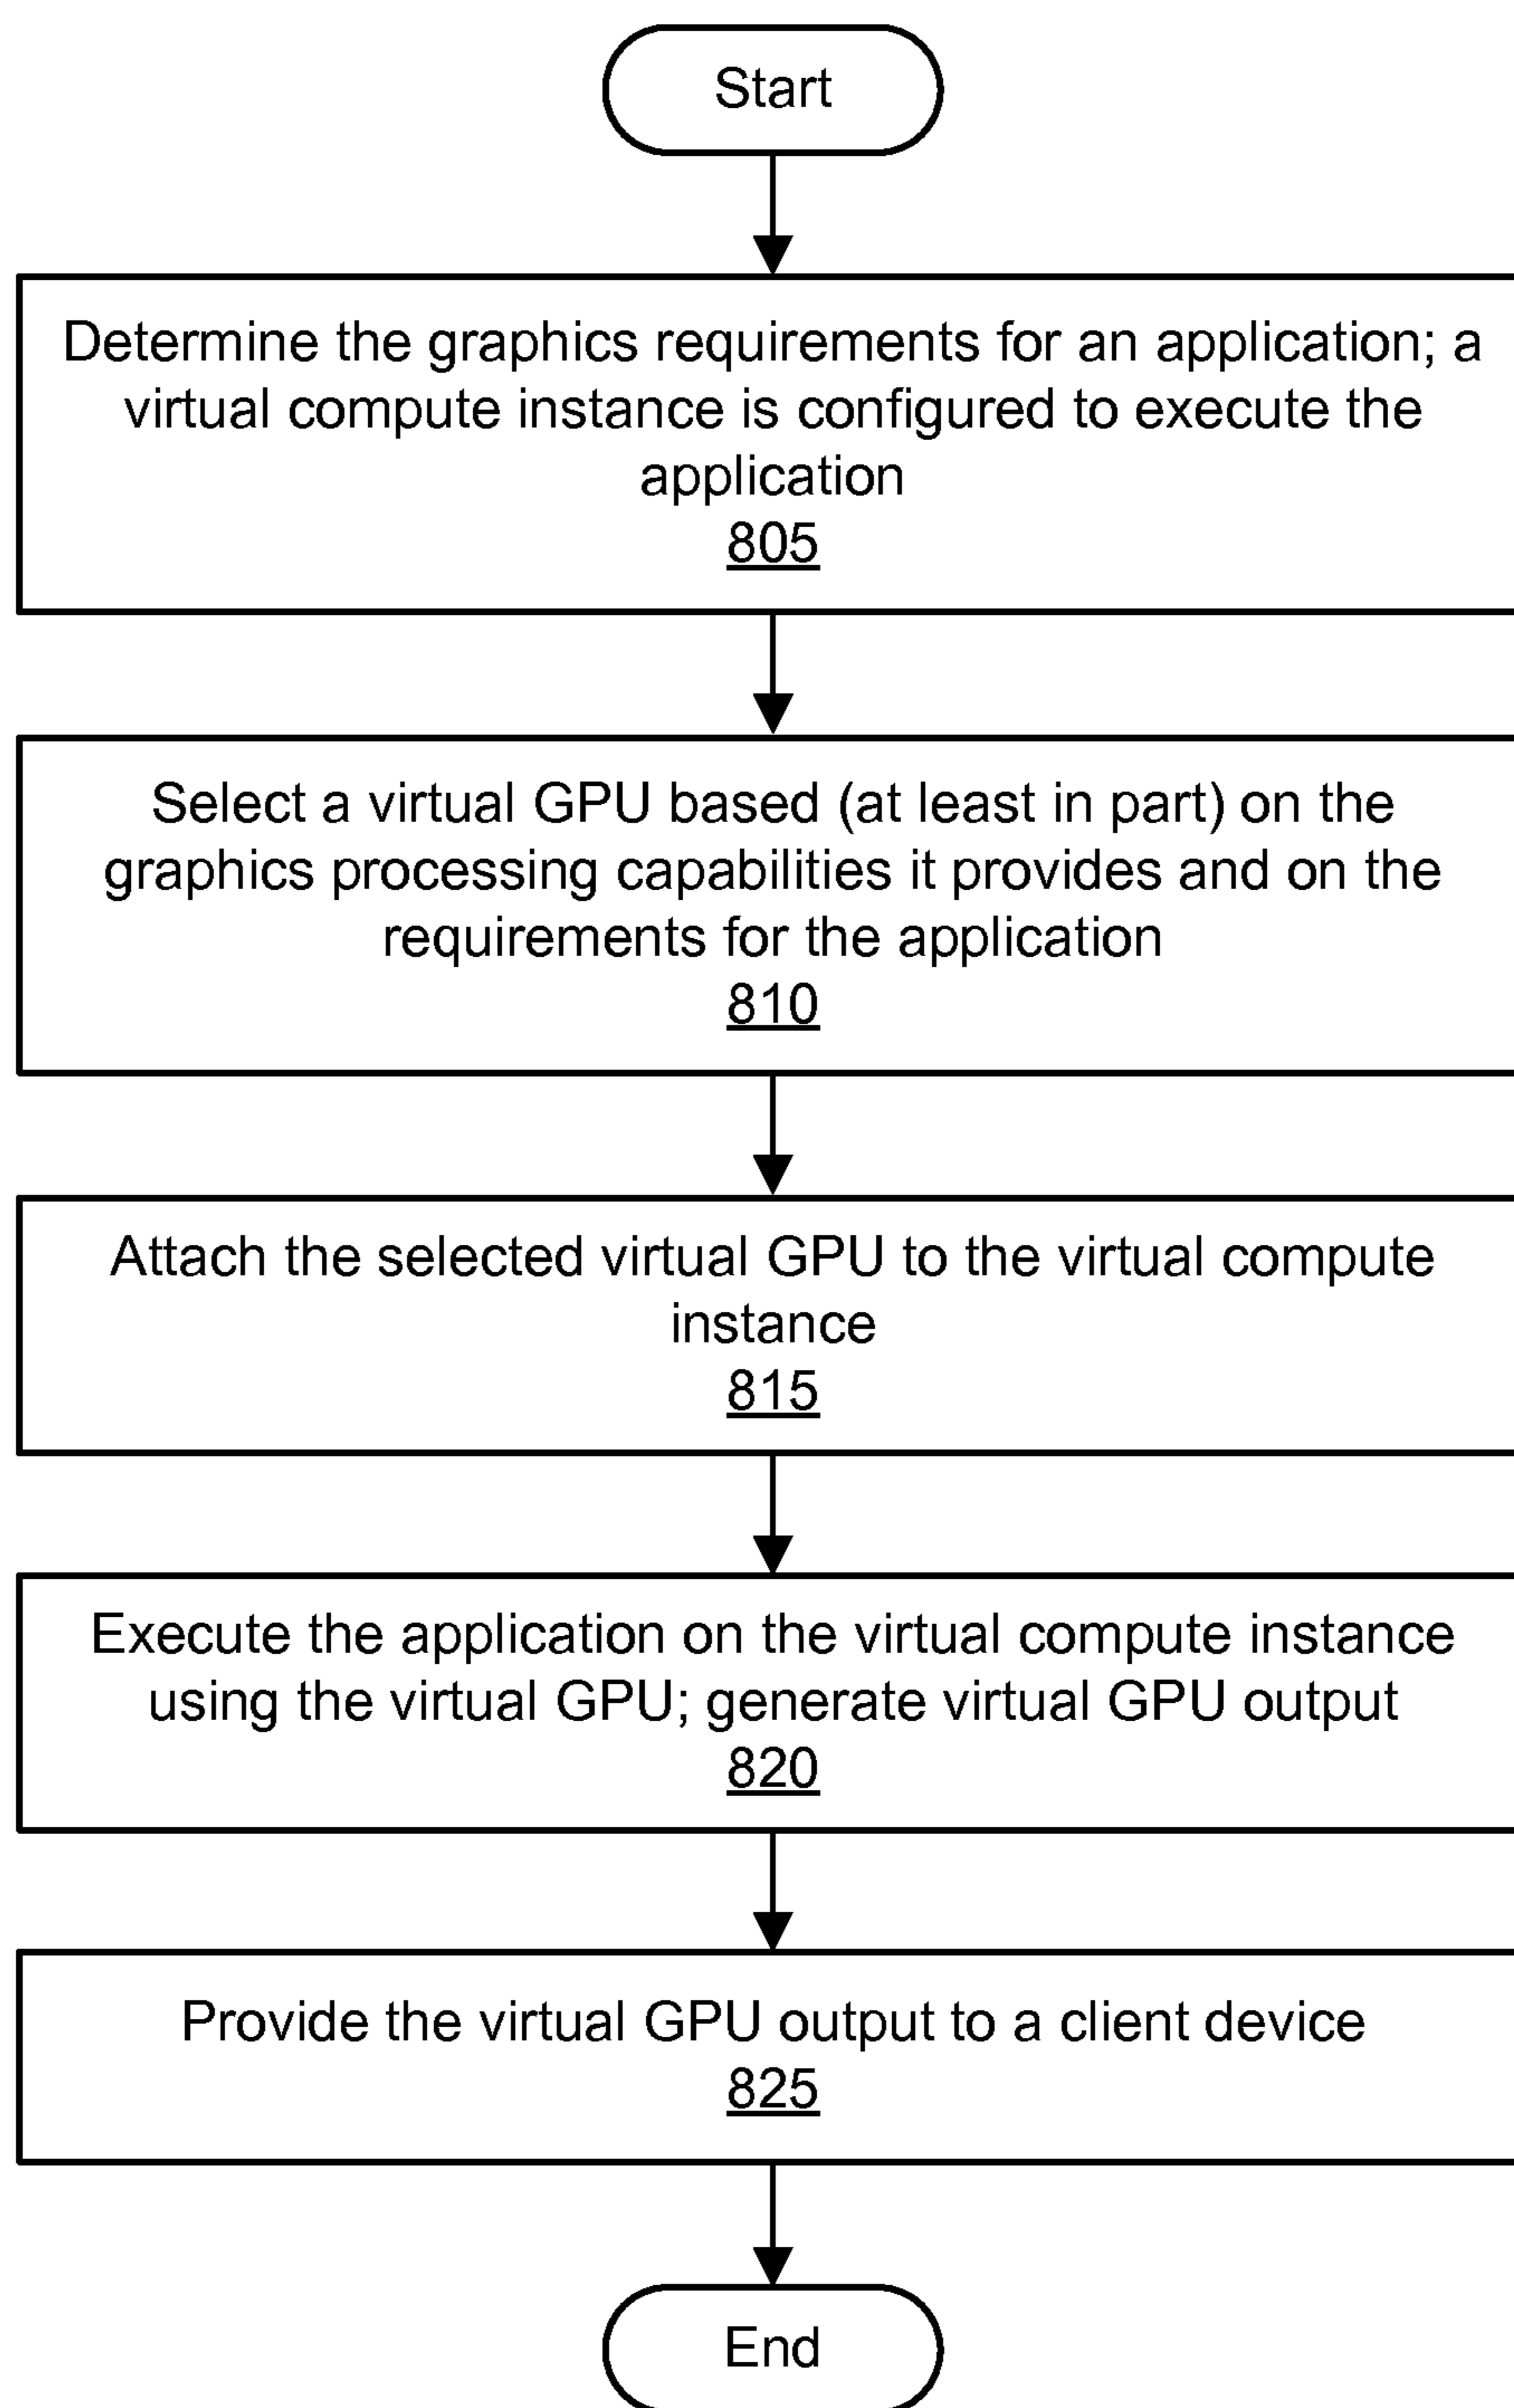 Start
Determine the graphics requirements for an application; a
virtual compute instance is configured to execute the
application
805
Select a virtual GPU based (at least in part) on the
graphics processing capabilities it provides and on the
requirements for the application
810
Attach the selected virtual GPU to the virtual compute
instance
815
Execute the application on the virtual compute instance
using the virtual GPU; generate virtual GPU output
820
Provide the virtual GPU output to a client device
825
End